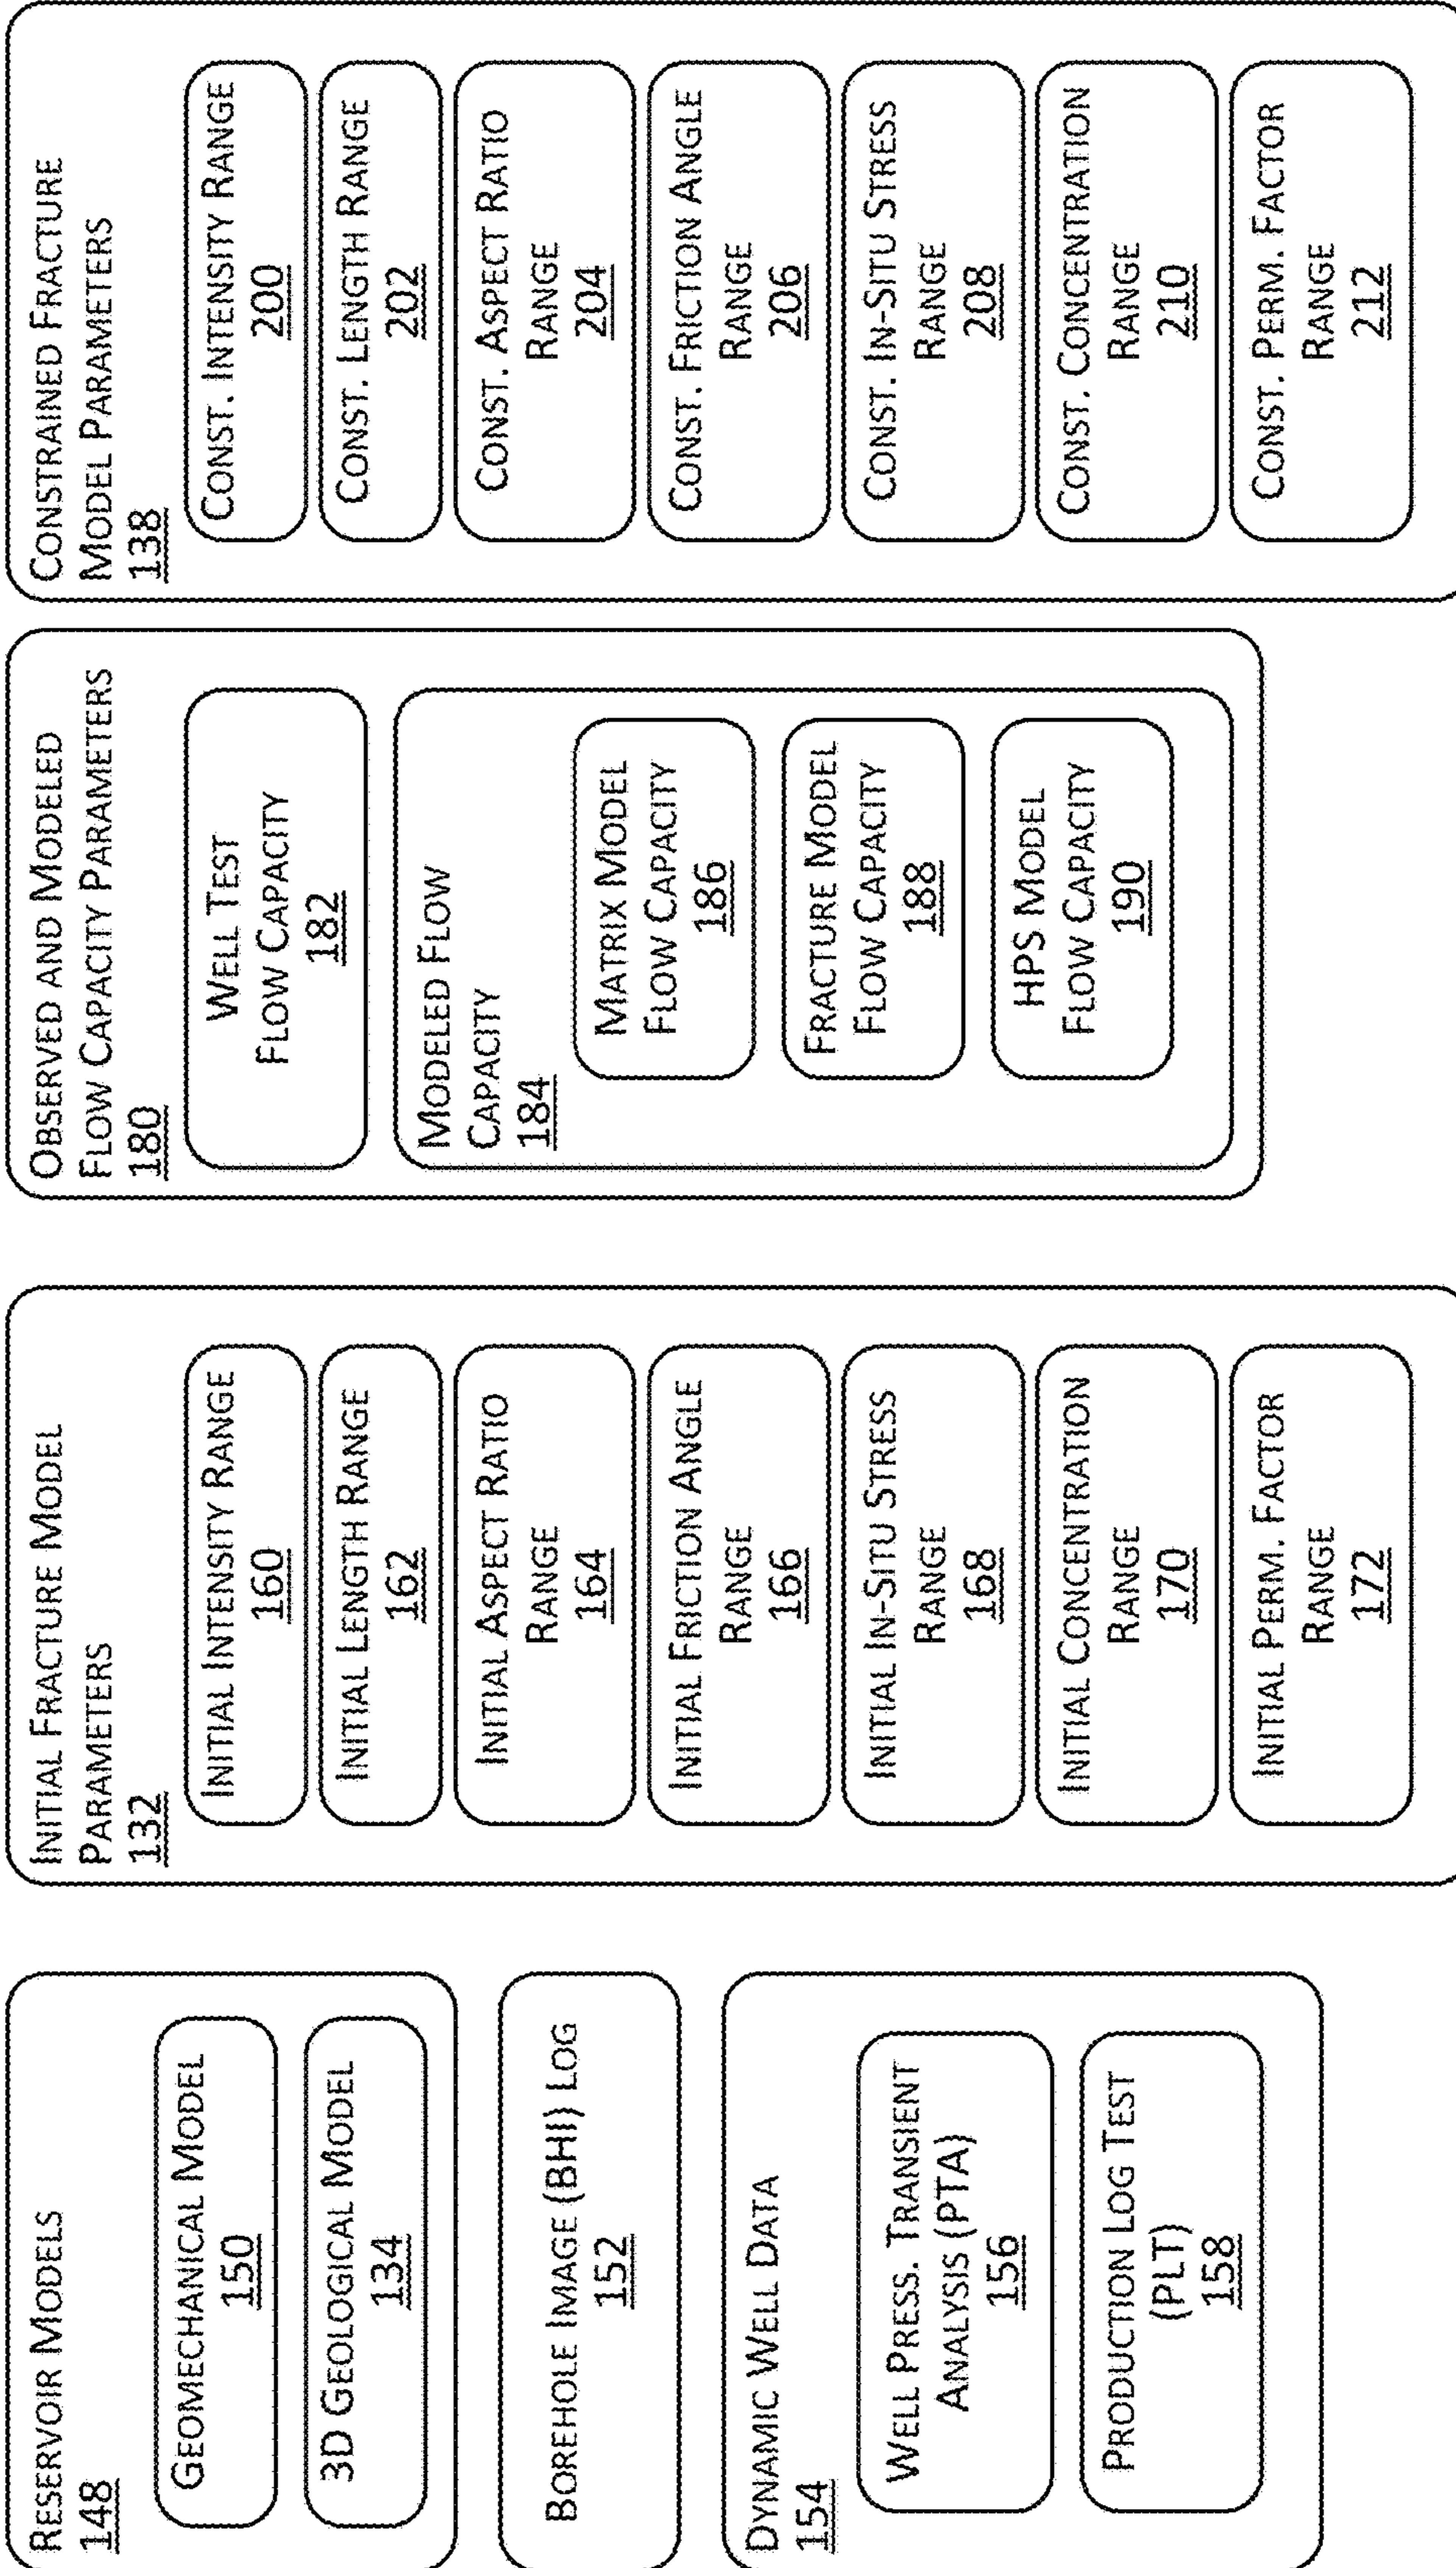 RESERVOIR MODELS
148
GEOMECHANICAL MODEL
150
3D GEOLOGICAL MODEL
134
BOREHOLE IMAGE (BHI) LOG
152
DYNAMIC WELL DATA
154
WELL PRESS. TRANSIENT
ANALYSIS (PTA)
156
PRODUCTION LOG TEST
(PLT)
158
INITIAL FRACTURE MODEL
PARAMETERS
132
INITIAL INTENSITY RANGE
160
INITIAL LENGTH RANGE
162
INITIAL ASPECT RATIO
RANGE
164
INITIAL FRICTION ANGLE
RANGE
166
INITIAL IN-SITU STRESS
RANGE
168
INITIAL CONCENTRATION
RANGE
170
INITIAL PERM. FACTOR
RANGE
172
OBSERVED AND MODELED
FLOW CAPACITY PARAMETERS
180
WELL TEST
FLOW CAPACITY
182
MODELED FLOW
CAPACITY
184
MATRIX MODEL
FLOW CAPACITY
186
FRACTURE MODEL
FLOW CAPACITY
188
HPS MODEL
FLOW CAPACITY
190
CONSTRAINED FRACTURE
MODEL PARAMETERS
138
CONST. INTENSITY RANGE
200
CONST. LENGTH RANGE
202
CONST. ASPECT RATIO
RANGE
204
CONST. FRICTION ANGLE
RANGE
206
CONST. IN-SITU STRESS
RANGE
208
CONST. CONCENTRATION
RANGE
210
CONST. PERM. FACTOR
RANGE
212